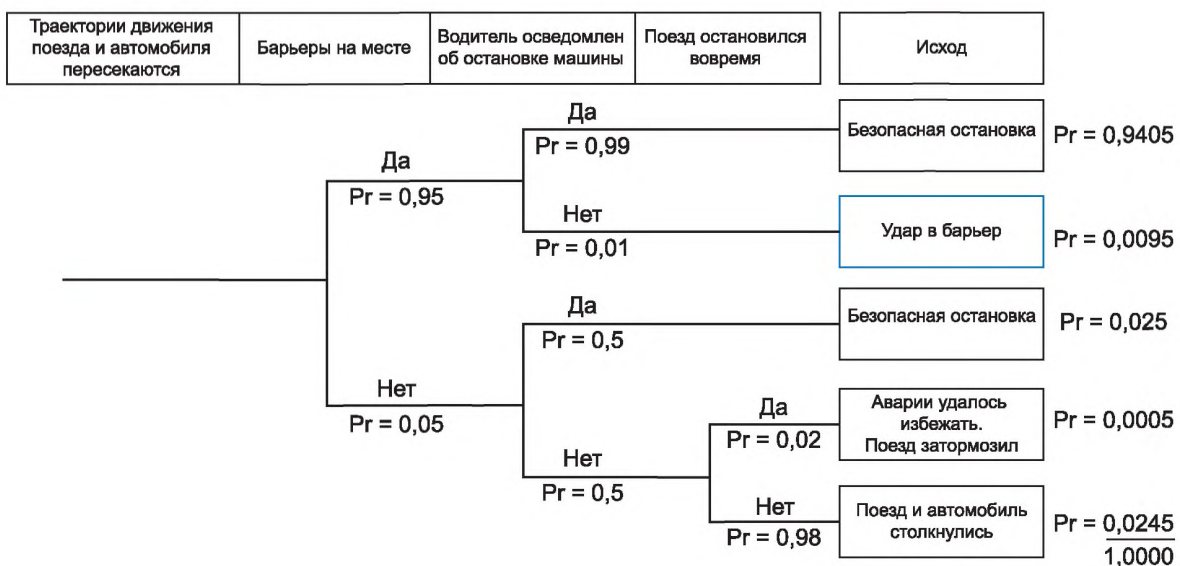 Траектории движения
поезда и автомобиля
пересекаются
Барьеры на месте
Водитель осведомлен
об остановке машины
Поезд остановился
вовремя
Исход
Да
Pr = 0,99
Безопасная остановка
Pr = 0,9405
Да
Pr = 0,95
Нет
Pr = 0,01
Удар в барьер
Pr = 0,0095
Да
Pr = 0,5
Безопасная остановка
Pr = 0,025
Нет
Pr = 0,05
Да
Pr = 0,02
Аварии удалось
избежать.
Поезд затормозил
Pr = 0,0005
Нет
Pr = 0,5
Нет
Pr = 0,98
Поезд и автомобиль
столкнулись
Pr = 0,0245
1,0000